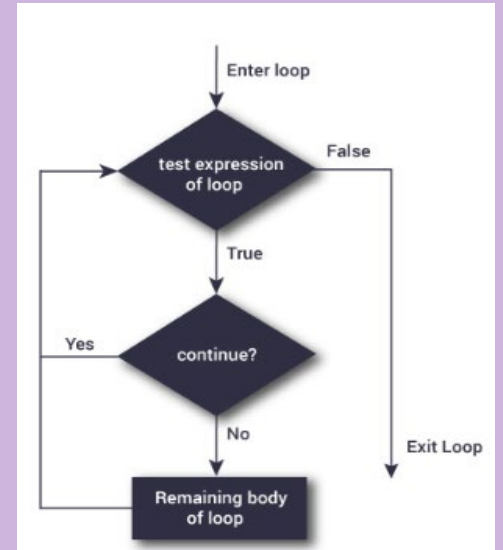 Enter loop
test expression
of loop
False
True
continue?
Yes
No
Exit Loop
Remaining body
of loop